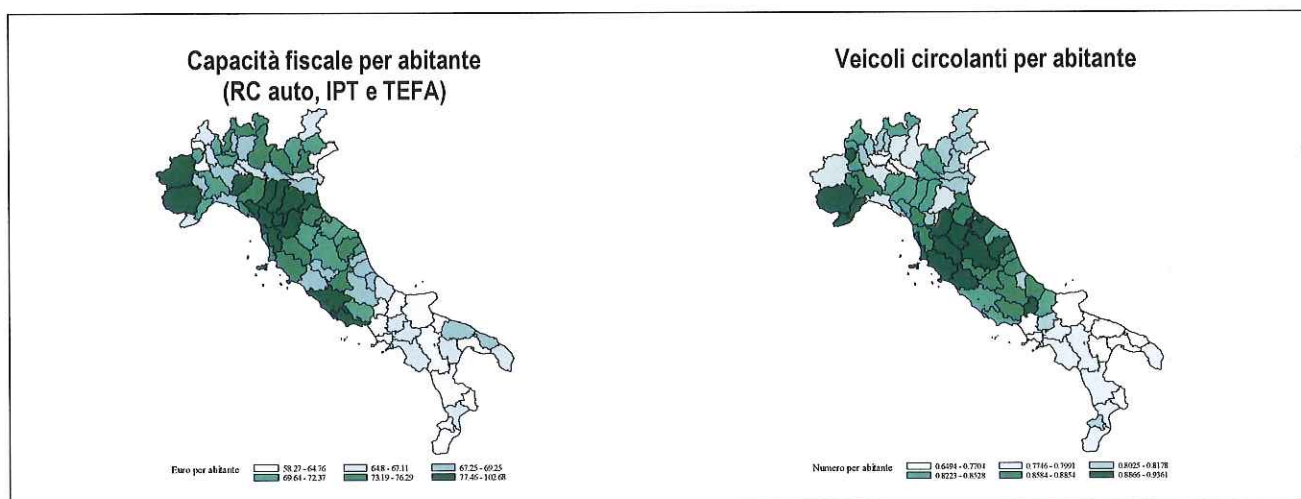 Capacità fiscale per abitante
(RC auto, IPT e TEFA)
Euro per abitante
58.27 - 64.76
64.8 - 67.11
67.25 - 69.25
69.64 - 72.37
73.19 - 76.29
77.46 - 102.68
Veicoli circolanti per abitante
Numero per abitante
0.6494 - 0.7704
0.7746 - 0.7991
0.8025 - 0.8178
0.8223 - 0.8528
0.8584 - 0.8854
0.8866 - 0.9361